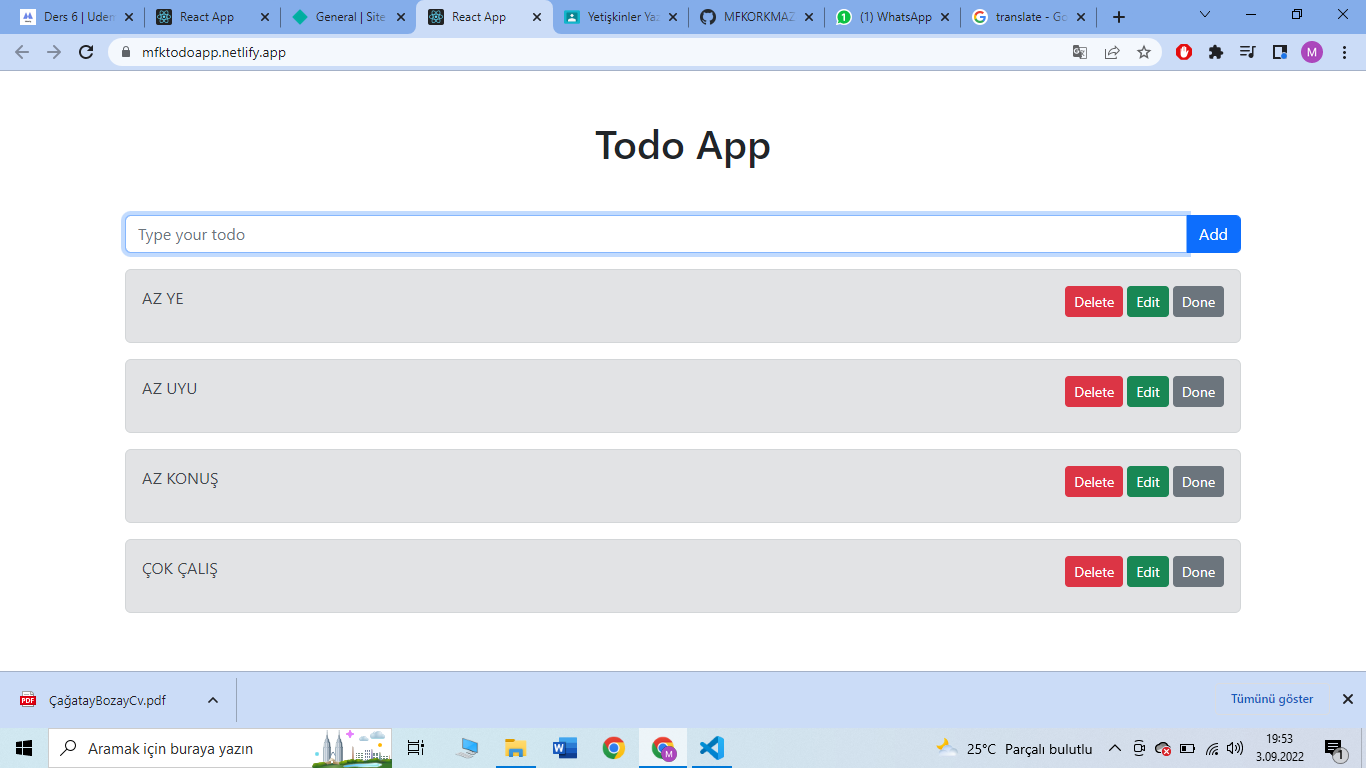 Ders 6 | Uden
React App
General | Site
React App
Yetişkinler Yaz
MFKORKMAZ
(1) WhatsApp
translate - Go
mfktodoapp.netlify.app
M
Todo App
Type your todo
Add
AZ YE
Delete Edit Done
AZ UYU
Delete Edit Done
AZ KONUŞ
Delete Edit Done
ÇOK ÇALIŞ
Delete Edit Done
PDF
ÇağatayBozayCv.pdf
Tümünü göster
Aramak için buraya yazın
W
M
25°C Parçalı bulutlu
19:53
3.09.2022
1